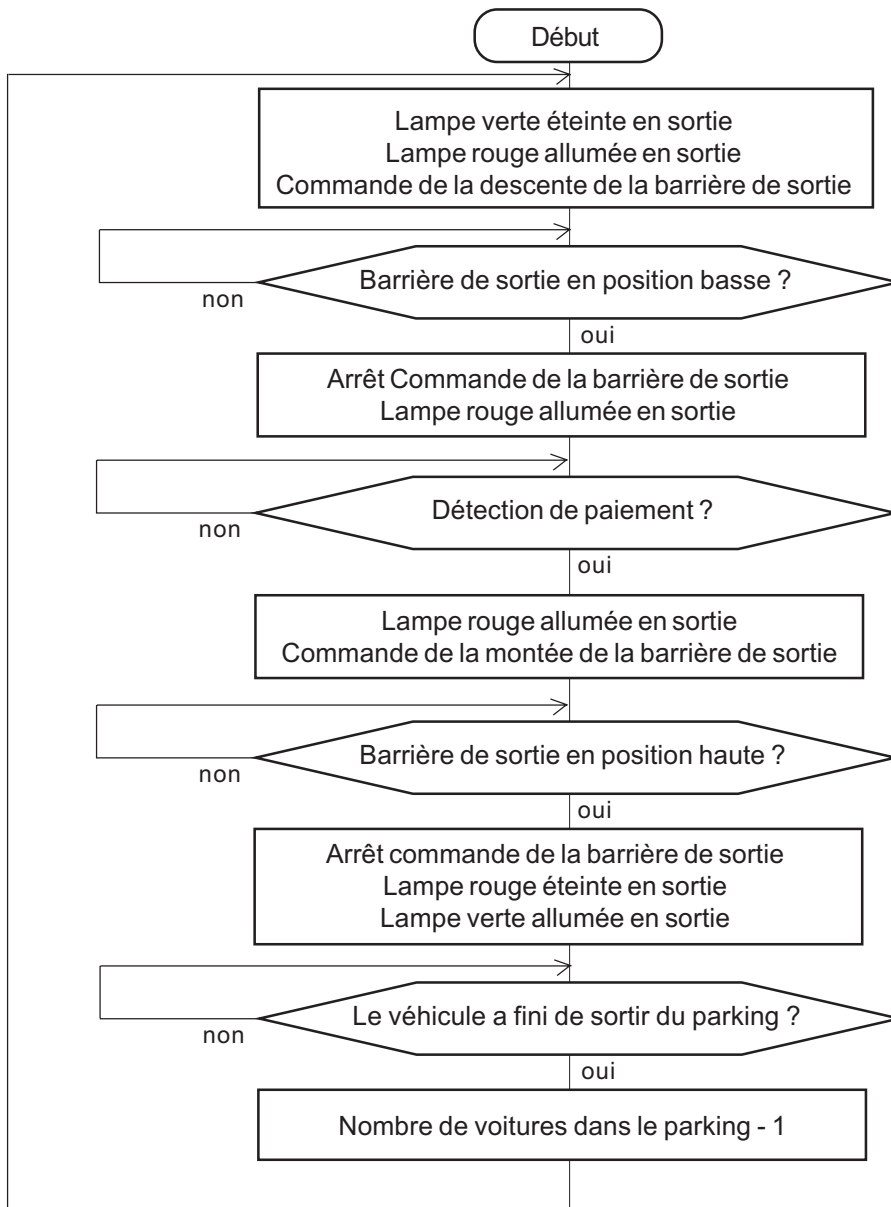 Début
Lampe verte éteinte en sortie
Lampe rouge allumée en sortie
Commande de la descente de la barrière de sortie
Barrière de sortie en position basse ?
non
oui
Arrêt Commande de la barrière de sortie
Lampe rouge allumée en sortie
Détection de paiement ?
non
oui
Lampe rouge allumée en sortie
Commande de la montée de la barrière de sortie
Barrière de sortie en position haute ?
non
oui
Arrêt commande de la barrière de sortie
Lampe rouge éteinte en sortie
Lampe verte allumée en sortie
Le véhicule a fini de sortir du parking ?
non
oui
Nombre de voitures dans le parking - 1